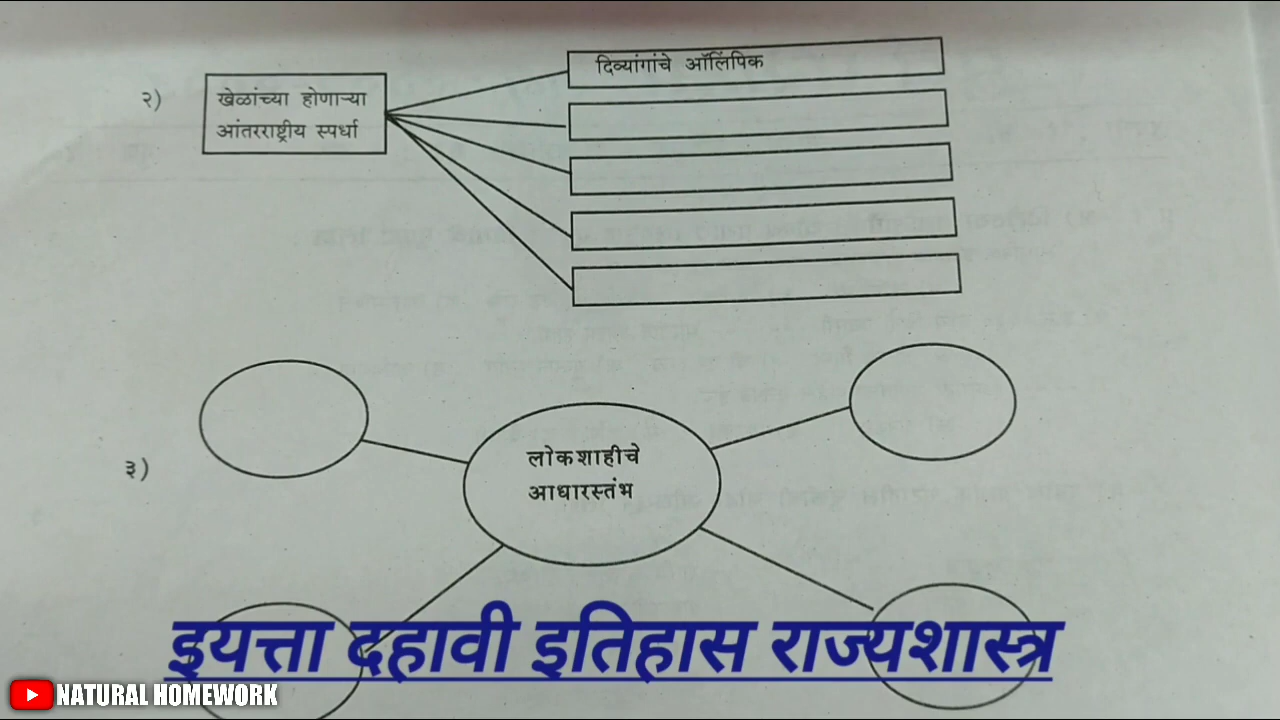 दिव्यांगांचे ऑलिंपिक
२)
खेळांच्या होणाऱ्या
आंतरराष्ट्रीय स्पर्धा
३)
लोकशाहीचे
आधारस्तंभ
इयत्ता दहावी इतिहास राज्यशास्त्र
NATURAL HOMEWORK